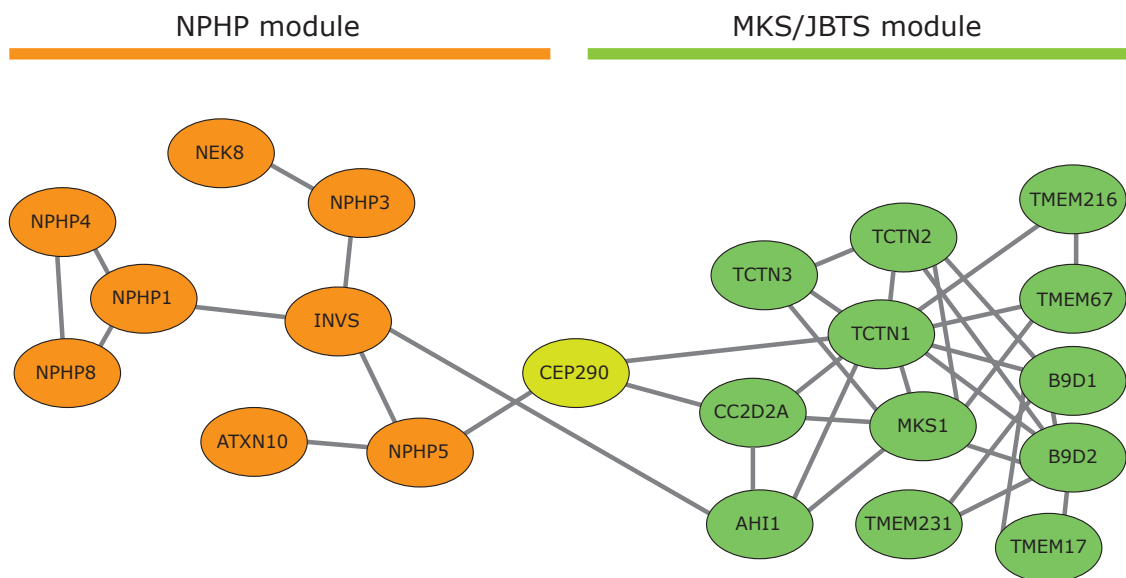 NPHP module
MKS/JBTS module
NEK8
NPHP3
NPHP4
NPHP1
INVS
NPHP8
ATXN10
NPHP5
CEP290
TMEM216
TCTN2
TCTN3
TMEM67
TCTN1
B9D1
CC2D2A
MKS1
B9D2
AHI1
TMEM231
TMEM17